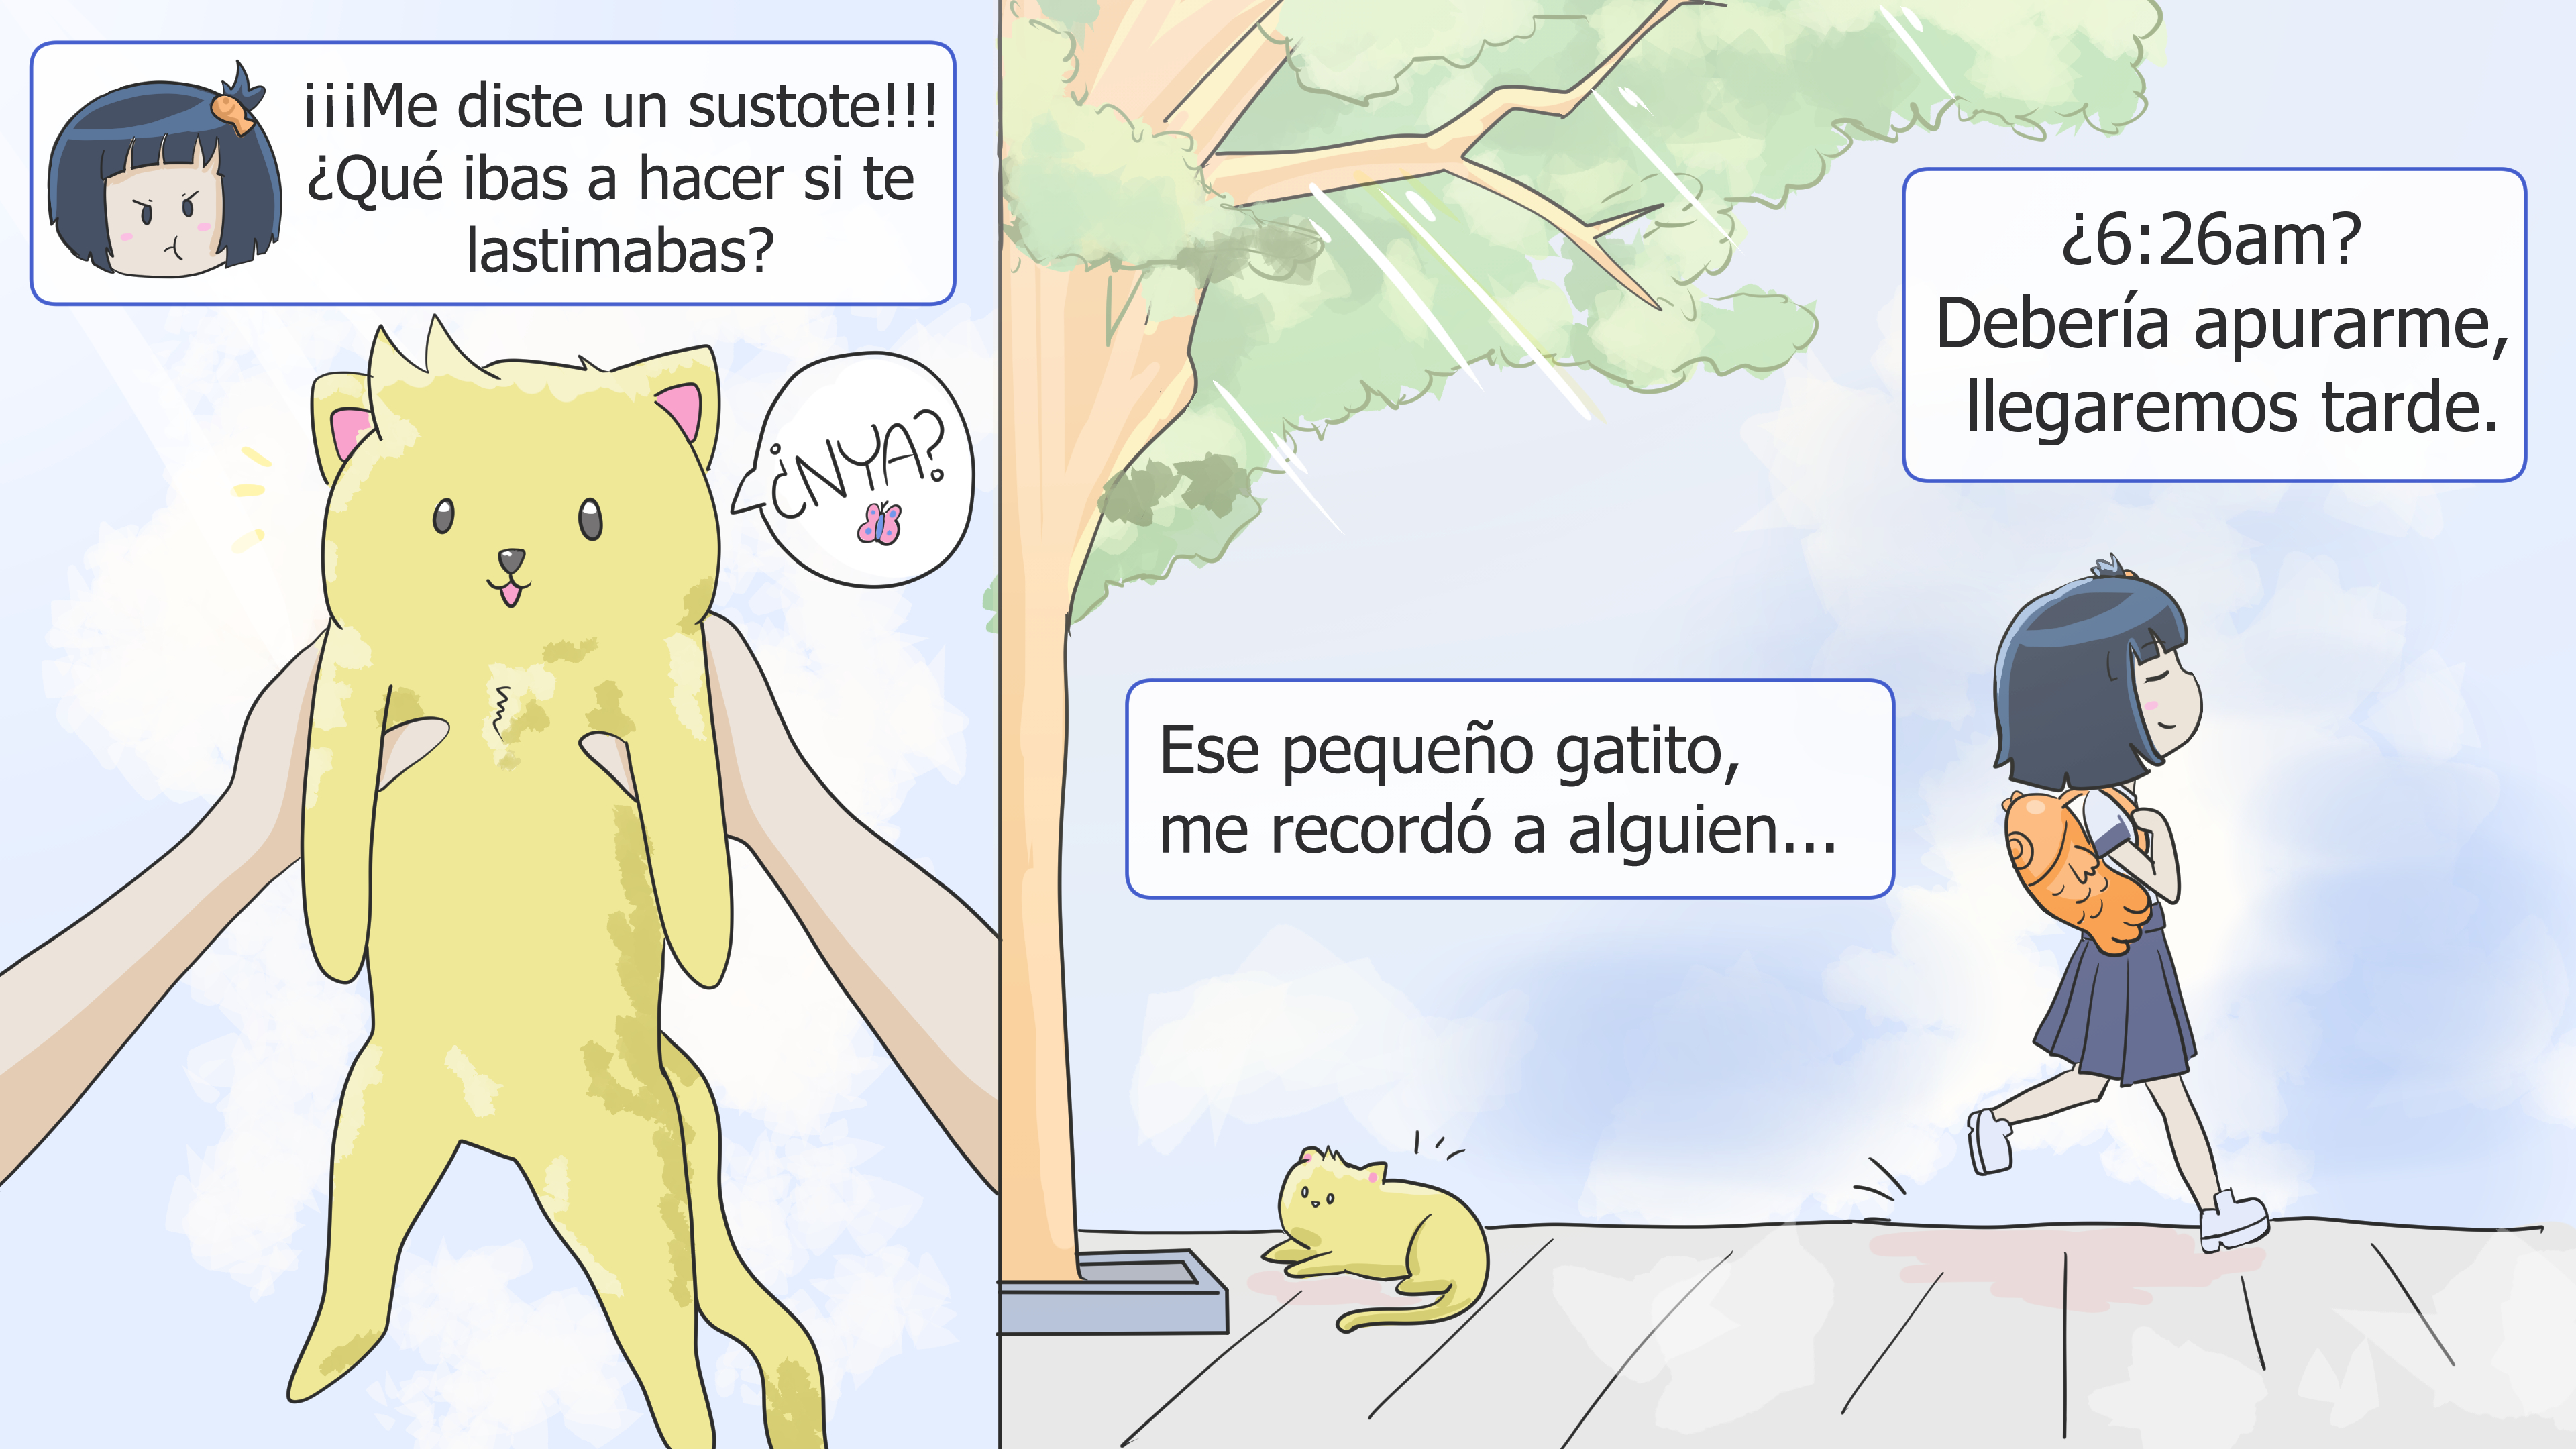 ¡¡¡Me diste un sustote!!!
¿Qué ibas a hacer si te
lastimabas?
¿NYA?
¿6:26am?
Debería apurarme,
llegaremos tarde.
Ese pequeño gatito,
me recordó a alguien...